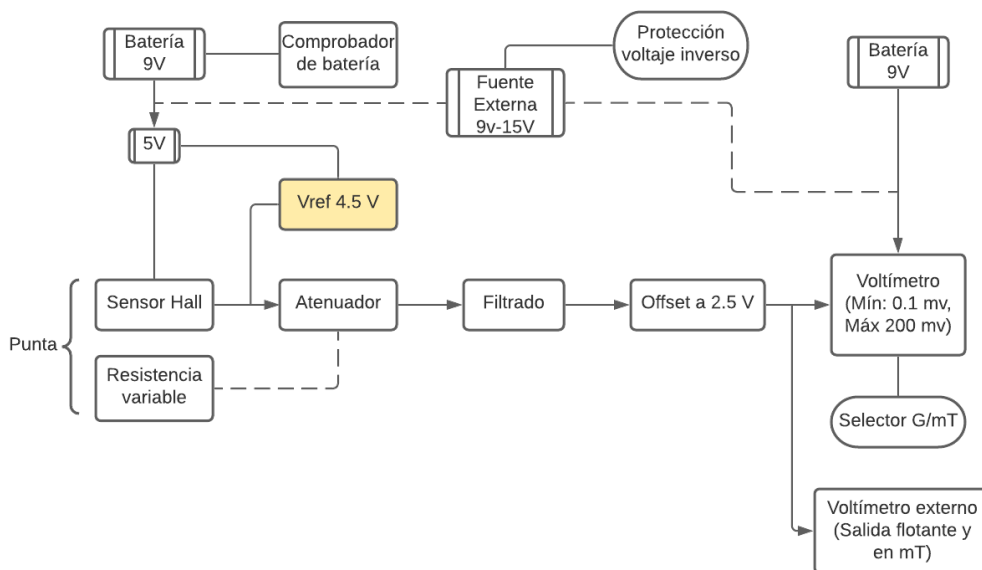 Batería
9V
Comprobador
de batería
Protección
voltaje inverso
Fuente
Externa
9v-15V
Batería
9V
5V
Vref 4.5 V
Punta
Sensor Hall
Atenuador
Filtrado
Offset a 2.5 V
Voltímetro
(Mín: 0.1 mv,
Máx 200 mv)
Resistencia
variable
Selector G/mT
Voltímetro externo
(Salida flotante y
en mT)